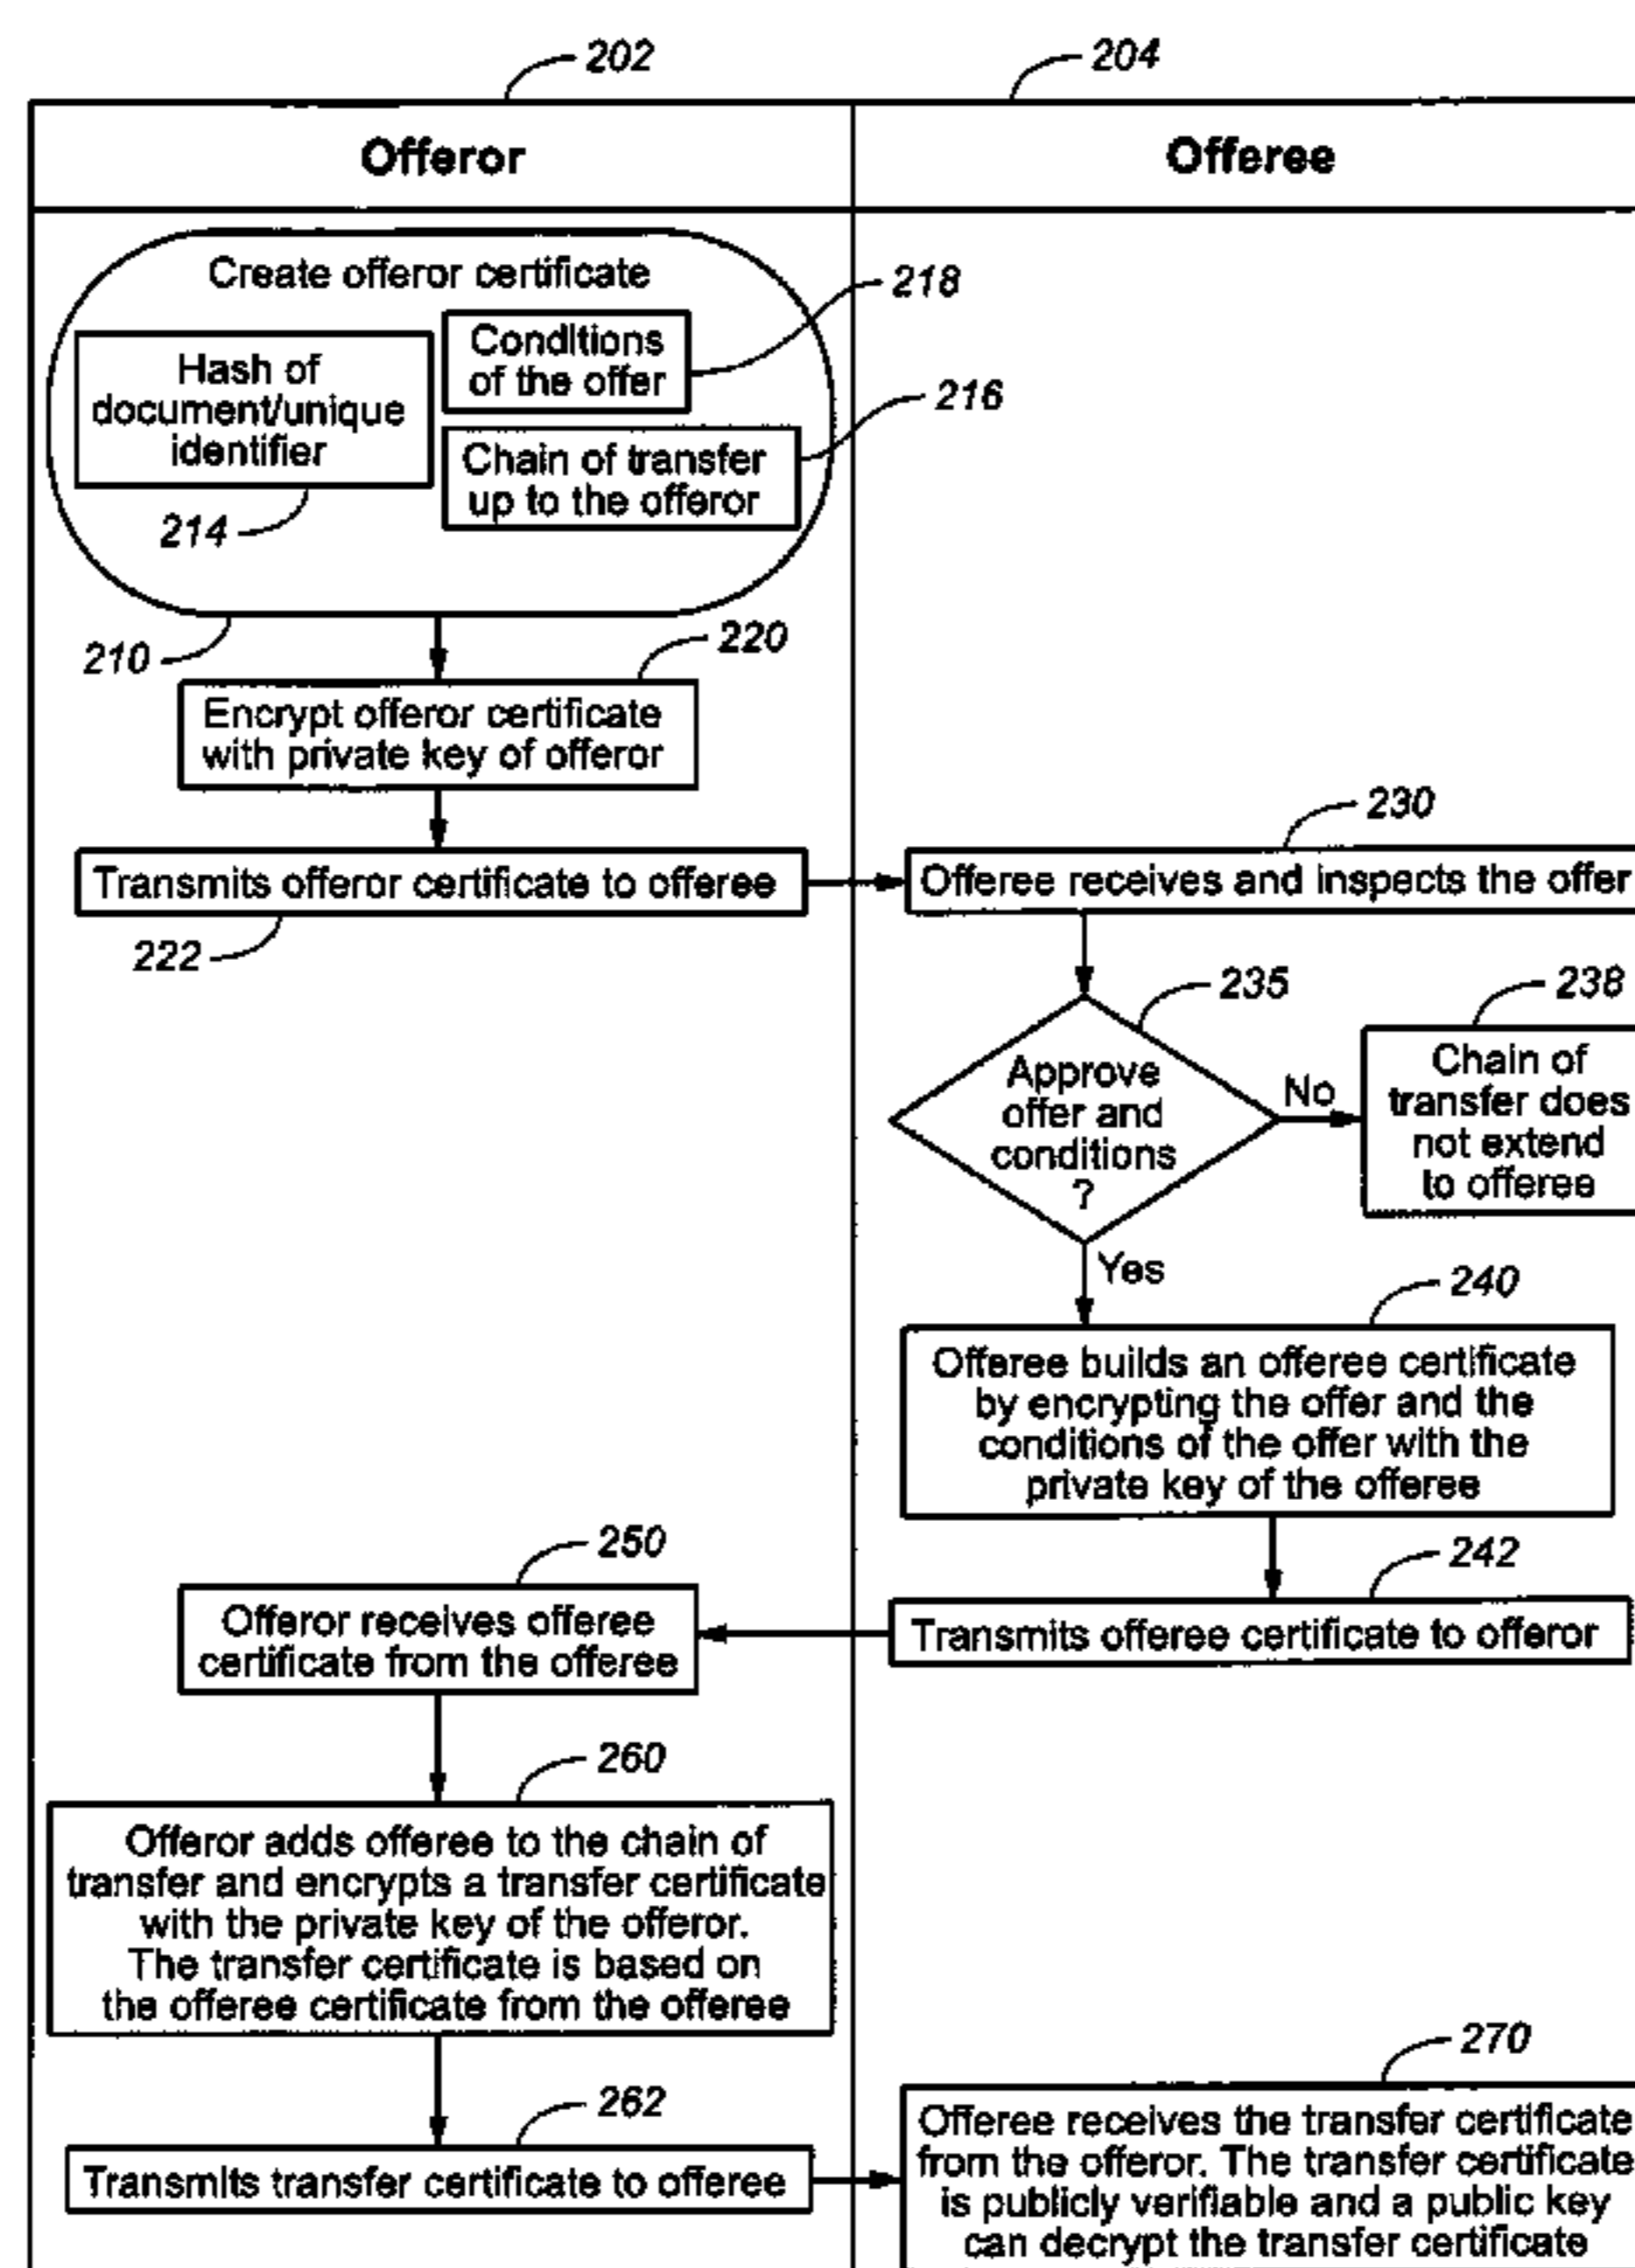 202
204
Offeror
Offeree
Create offeror certificate
218
Conditions
of the offer
Hash of
document/unique
identifier
216
Chain of transfer
up to the offeror
214
210
220
Encrypt offeror certificate
with private key of offeror
230
Transmits offeror certificate to offeree
Offeree receives and inspects the offer
222
235
238
Approve
offer and
conditions
?
No
Chain of
transfer does
not extend
to offeree
Yes
240
Offeree builds an offeree certificate
by encrypting the offer and the
conditions of the offer with the
private key of the offeree
250
242
Offeror receives offeree
certificate from the offeree
Transmits offeree certificate to offeror
260
Offeror adds offeree to the chain of
transfer and encrypts a transfer certificate
with the private key of the offeror.
The transfer certificate is based on
the offeree certificate from the offeree
270
262
Transmits transfer certificate to offeree
Offeree receives the transfer certificate
from the offeror. The transfer certificate
is publicly verifiable and a public key
can decrypt the transfer certificate